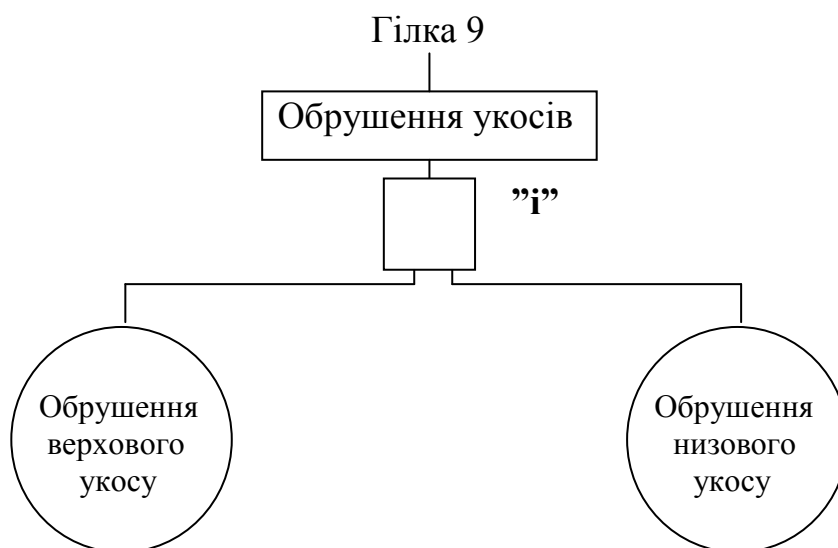 Гілка 9
Обрушення укосів
”і”
Обрушення
верхового
укосу
Обрушення
низового
укосу